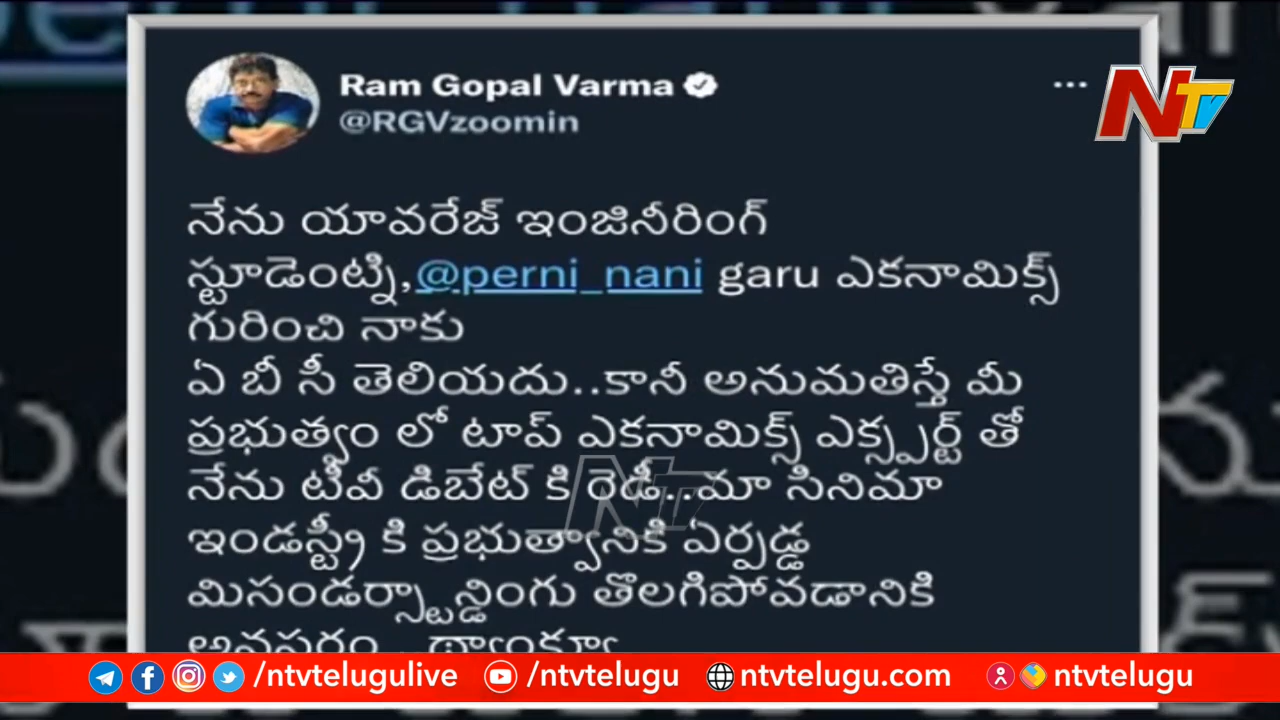 Ram Gopal Varma
@RGVzoomin
...
NTV
నేను యావరేజ్ ఇంజినీరింగ్
స్టూడెంట్ని,@perni_nani garu ఎకనామిక్స్
గురించి నాకు
ఏ బీ సీ తెలియదు..కానీ అనుమతిస్తే మీ
ప్రభుత్వం లో టాప్ ఎకనామిక్స్ ఎక్స్పర్ట్ తో
నేను టీవీ డిబేట్ కి రెడీ..మా సినిమా
NTV
ఇండస్ట్రీ కి ప్రభుత్వానికి ఏర్పడ్డ
మిసండర్స్టాన్డింగు తొలగిపోవడానికి
/ntvtelugulive
/ntvtelugu
ntvtelugu.com
ntvtelugu